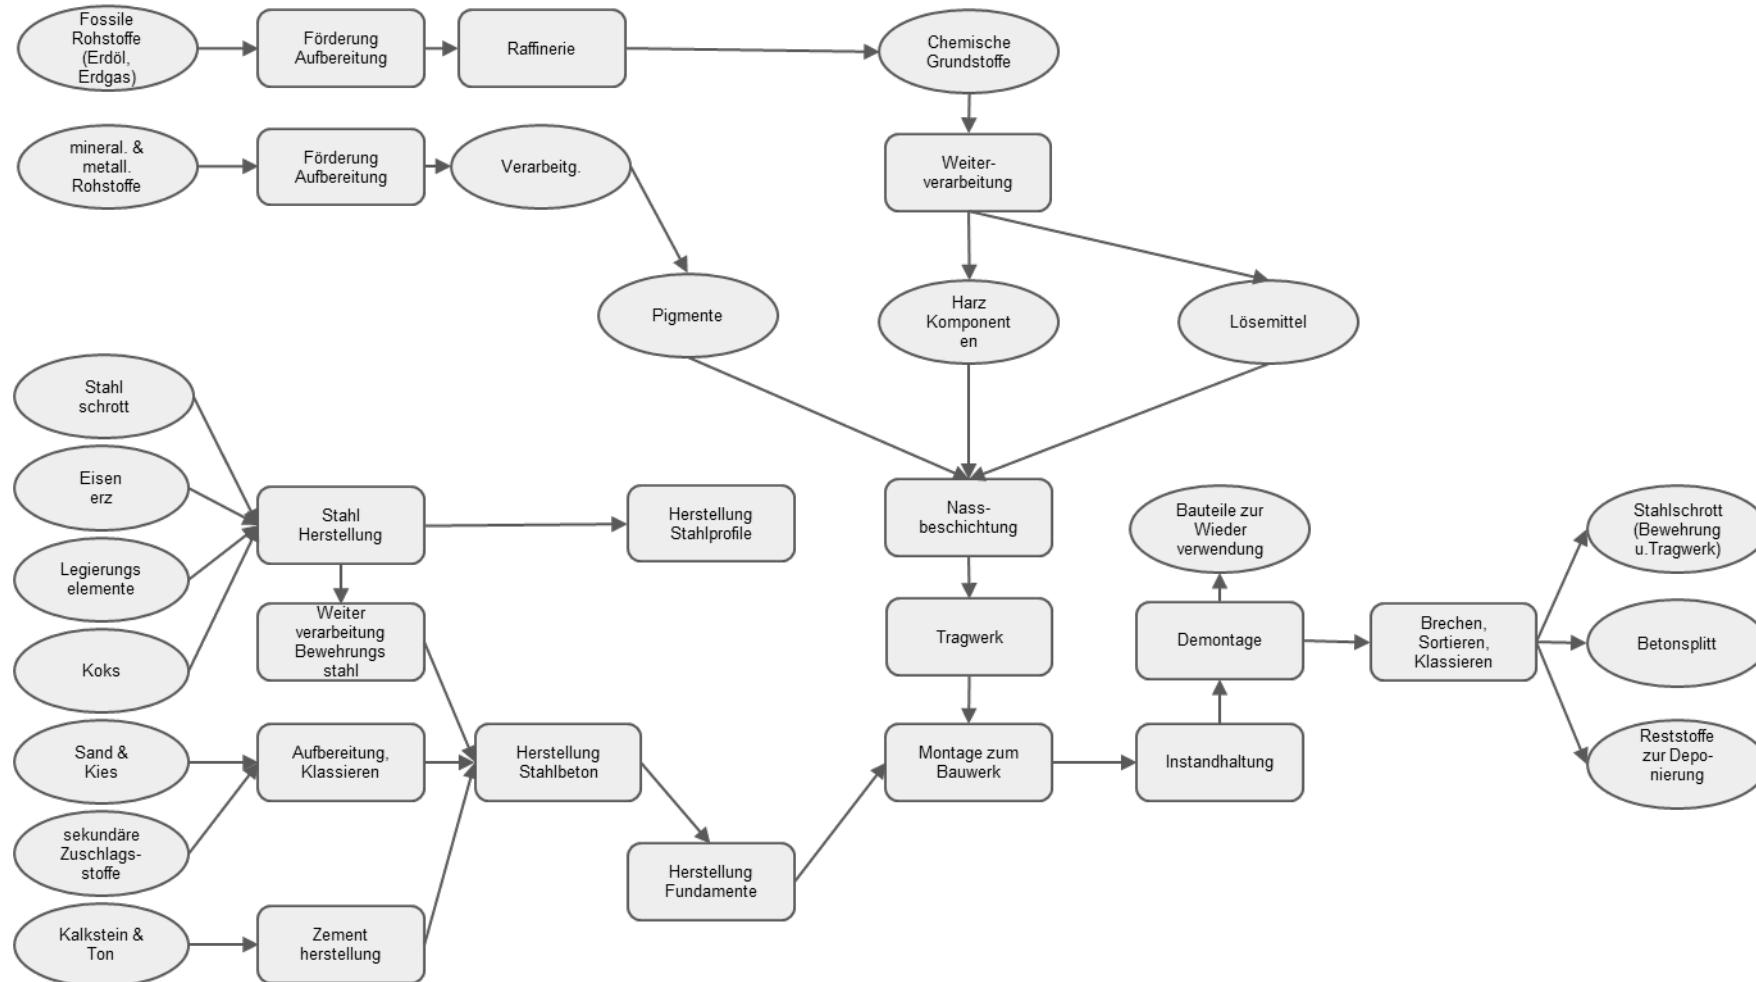 Fossile
Rohstoffe
(Erdöl,
Erdgas)
Förderung
Aufbereitung
Raffinerie
Chemische
Grundstoffe
mineral. &
metall.
Rohstoffe
Förderung
Aufbereitung
Verarbeitg.
Weiter-
verarbeitung
Pigmente
Harz
Komponent
en
Lösemittel
Stahl
schrott
Eisen
erz
Legierungs
elemente
Koks
Stahl
Herstellung
Herstellung
Stahlprofile
Weiter
verarbeitung
Bewehrungs
stahl
Nass-
beschichtung
Tragwerk
Bauteile zur
Wieder
verwendung
Demontage
Brechen,
Sortieren,
Klassieren
Stahlschrott
(Bewehrung
u.Tragwerk)
Betonsplitt
Reststoffe
zur Depo-
nierung
Sand &
Kies
Aufbereitung,
Klassieren
Herstellung
Stahlbeton
Montage zum
Bauwerk
Instandhaltung
sekundäre
Zuschlags-
stoffe
Herstellung
Fundamente
Kalkstein &
Ton
Zement
herstellung